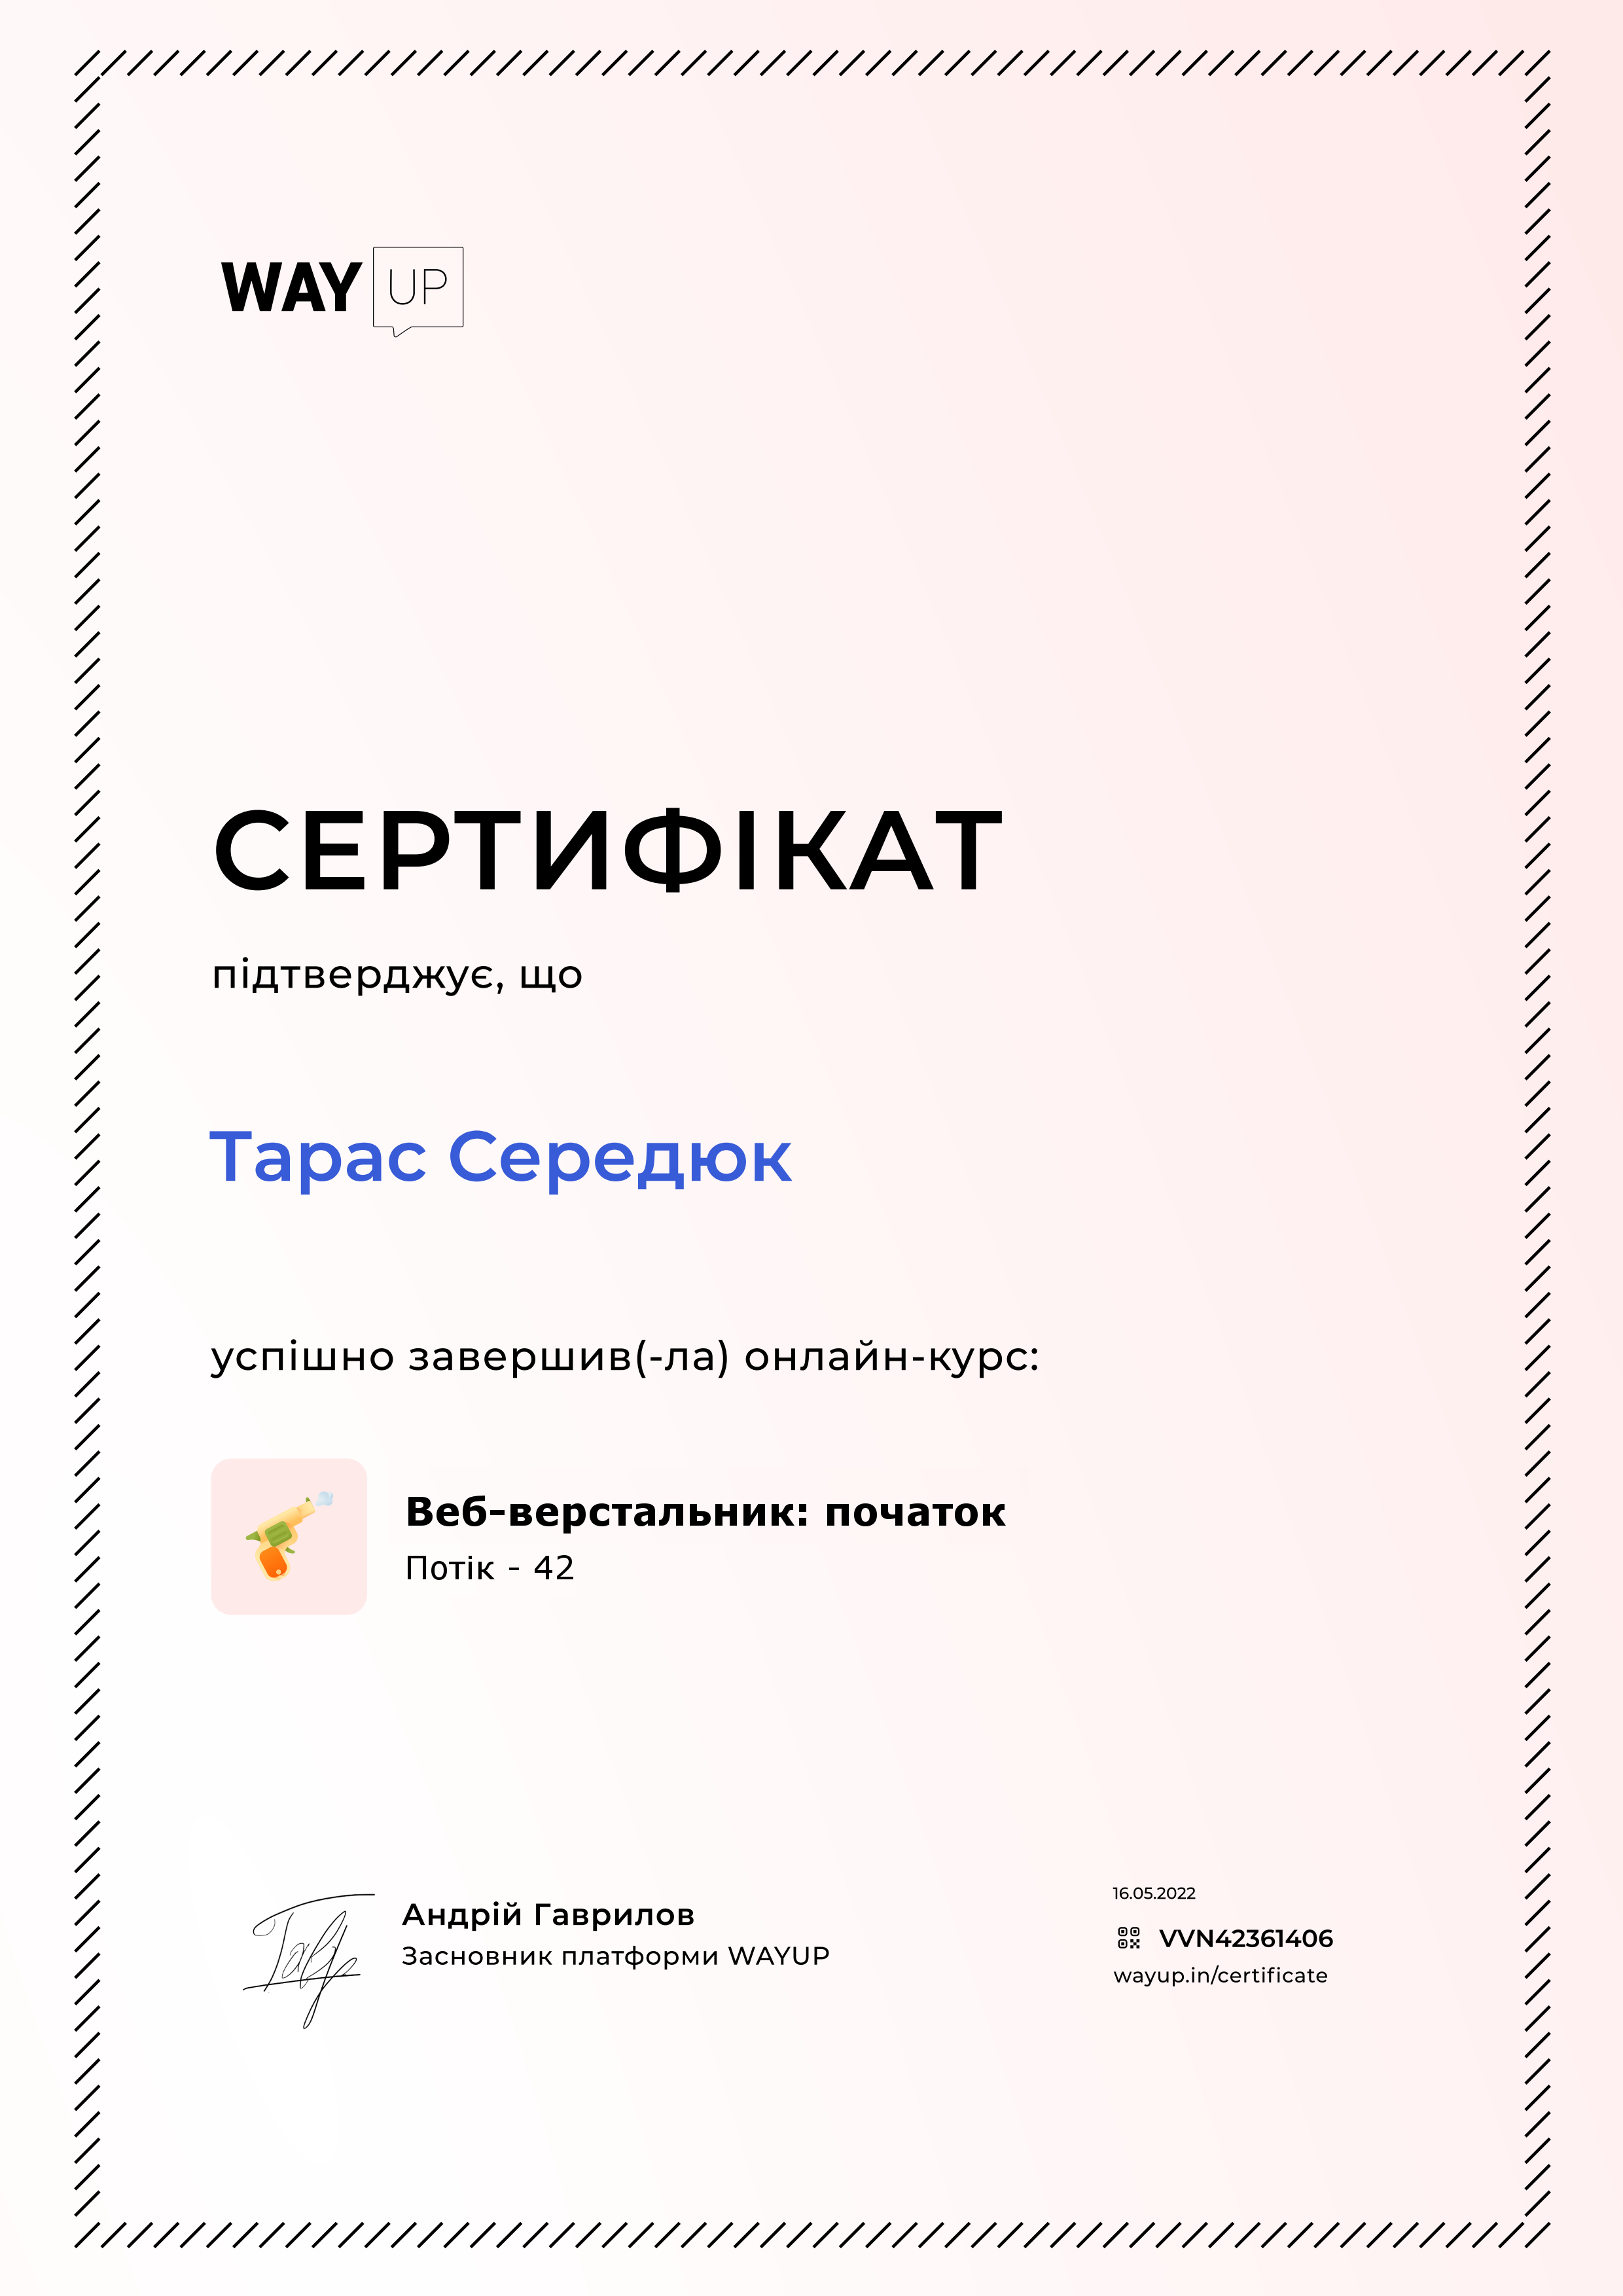 WAY UP
СЕРТИФІКАТ
підтверджує, що
Тарас Середюк
успішно завершив(-ла) онлайн-курс:
Веб-верстальник: початок
Потік - 42
Андрій Гаврилов
Засновник платформи WAYUP
16.05.2022
VVN42361406
wayup.in/certificate